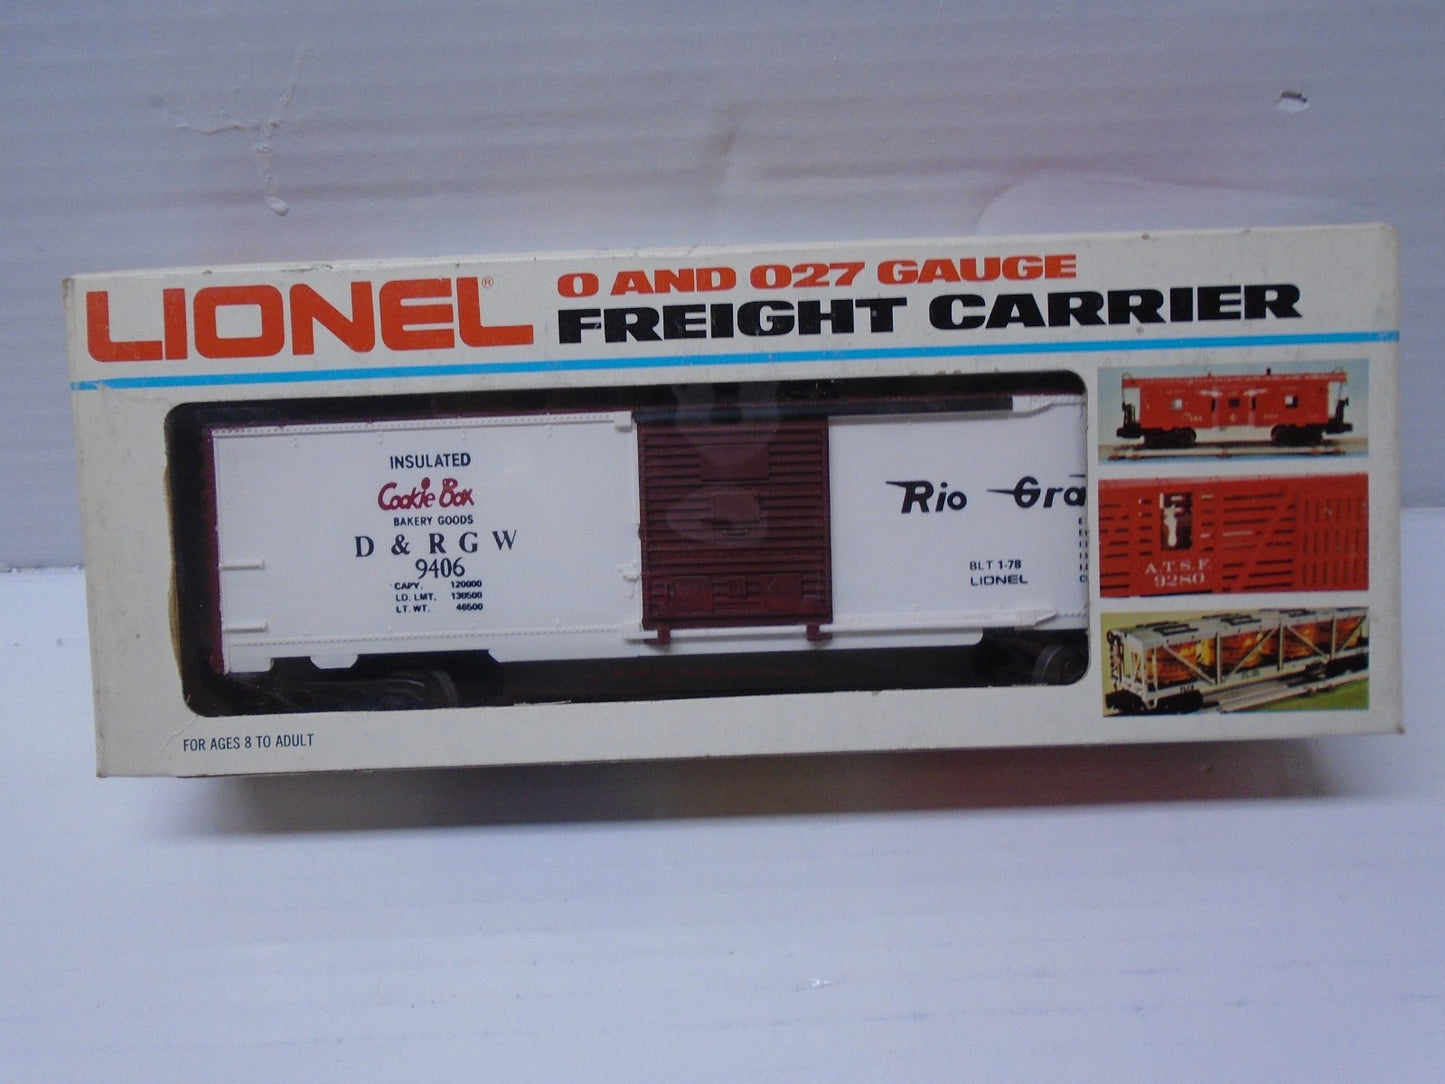 LIONEL®
O AND O27 GAUGE
FREIGHT CARRIER
INSULATED
Cookie Box
BAKERY GOODS
D & R G W
9406
CAPY. 120000
LD. LMT. 130500
LT. WT. 46500
Rio Gra
BLT 1-78
LIONEL
A.T.S.F.
9280
FOR AGES 8 TO ADULT